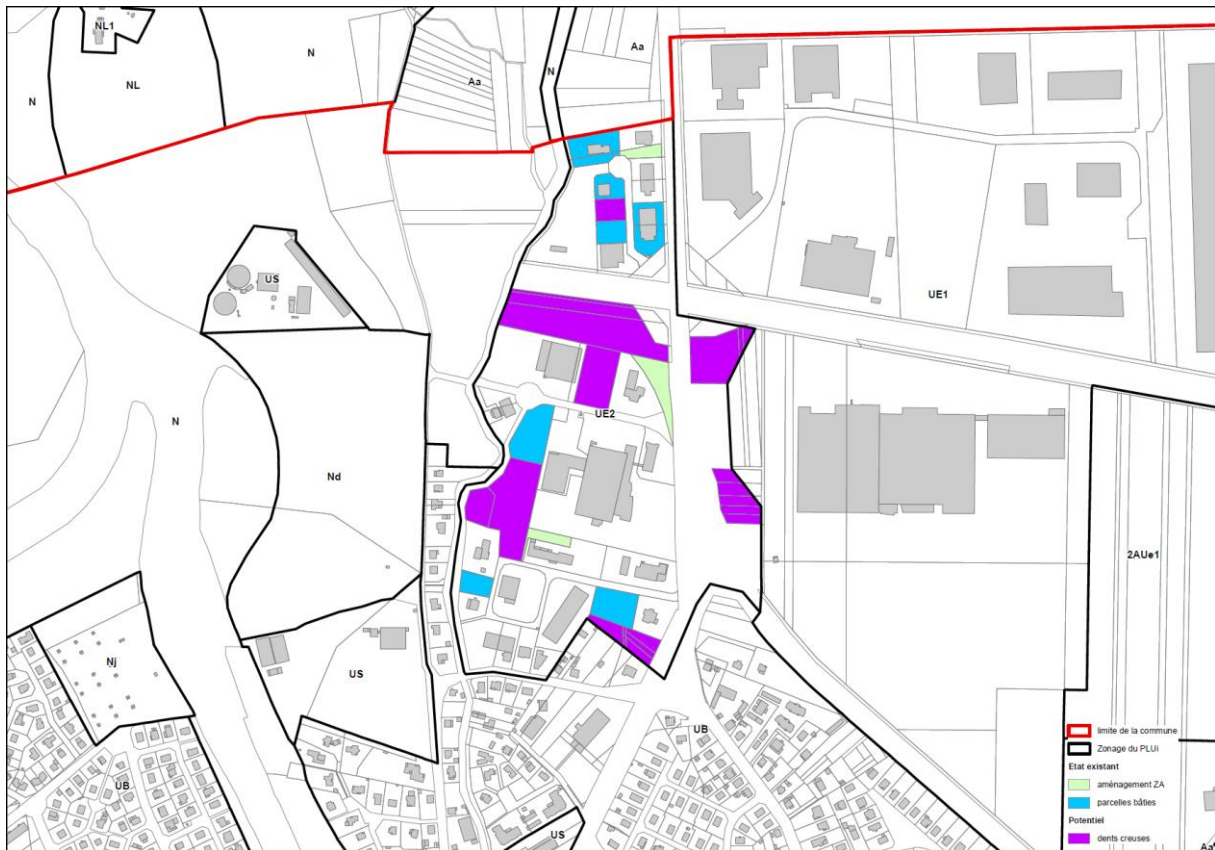 NL1
N
Aa
Aa
N
NL
N
US
UE1
N
UE2
Nd
2AUe1
Nj
US
UB
UB
US
Aa
limite de la commune
Zonage du PLUi
Etat existant
aménagement ZA
parcelles bâties
Potentiel
dents creuses